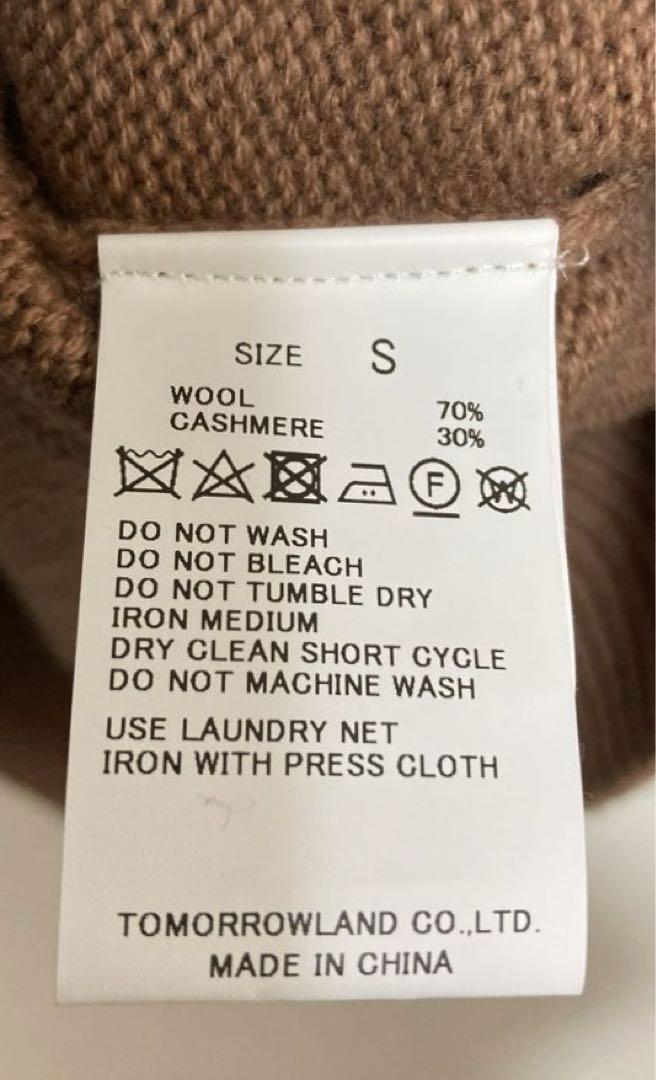 SIZE S
WOOL 70%
CASHMERE 30%
F W
DO NOT WASH
DO NOT BLEACH
DO NOT TUMBLE DRY
IRON MEDIUM
DRY CLEAN SHORT CYCLE
DO NOT MACHINE WASH
USE LAUNDRY NET
IRON WITH PRESS CLOTH
TOMORROWLAND CO.,LTD.
MADE IN CHINA